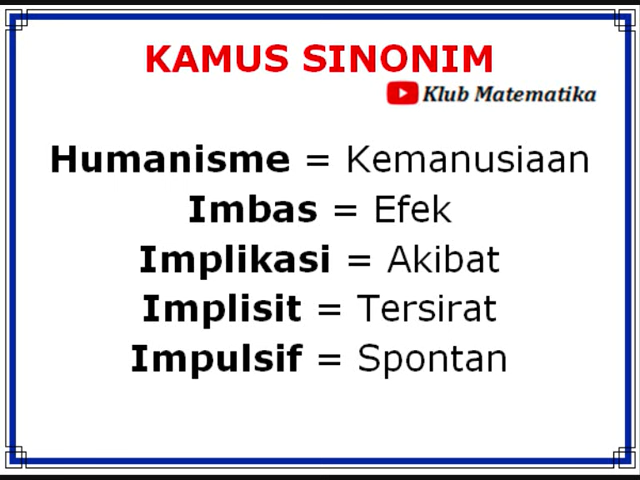 KAMUS SINONIM
Klub Matematika
Humanisme = Kemanusiaan
Imbas = Efek
Implikasi = Akibat
Implisit = Tersirat
Impulsif = Spontan